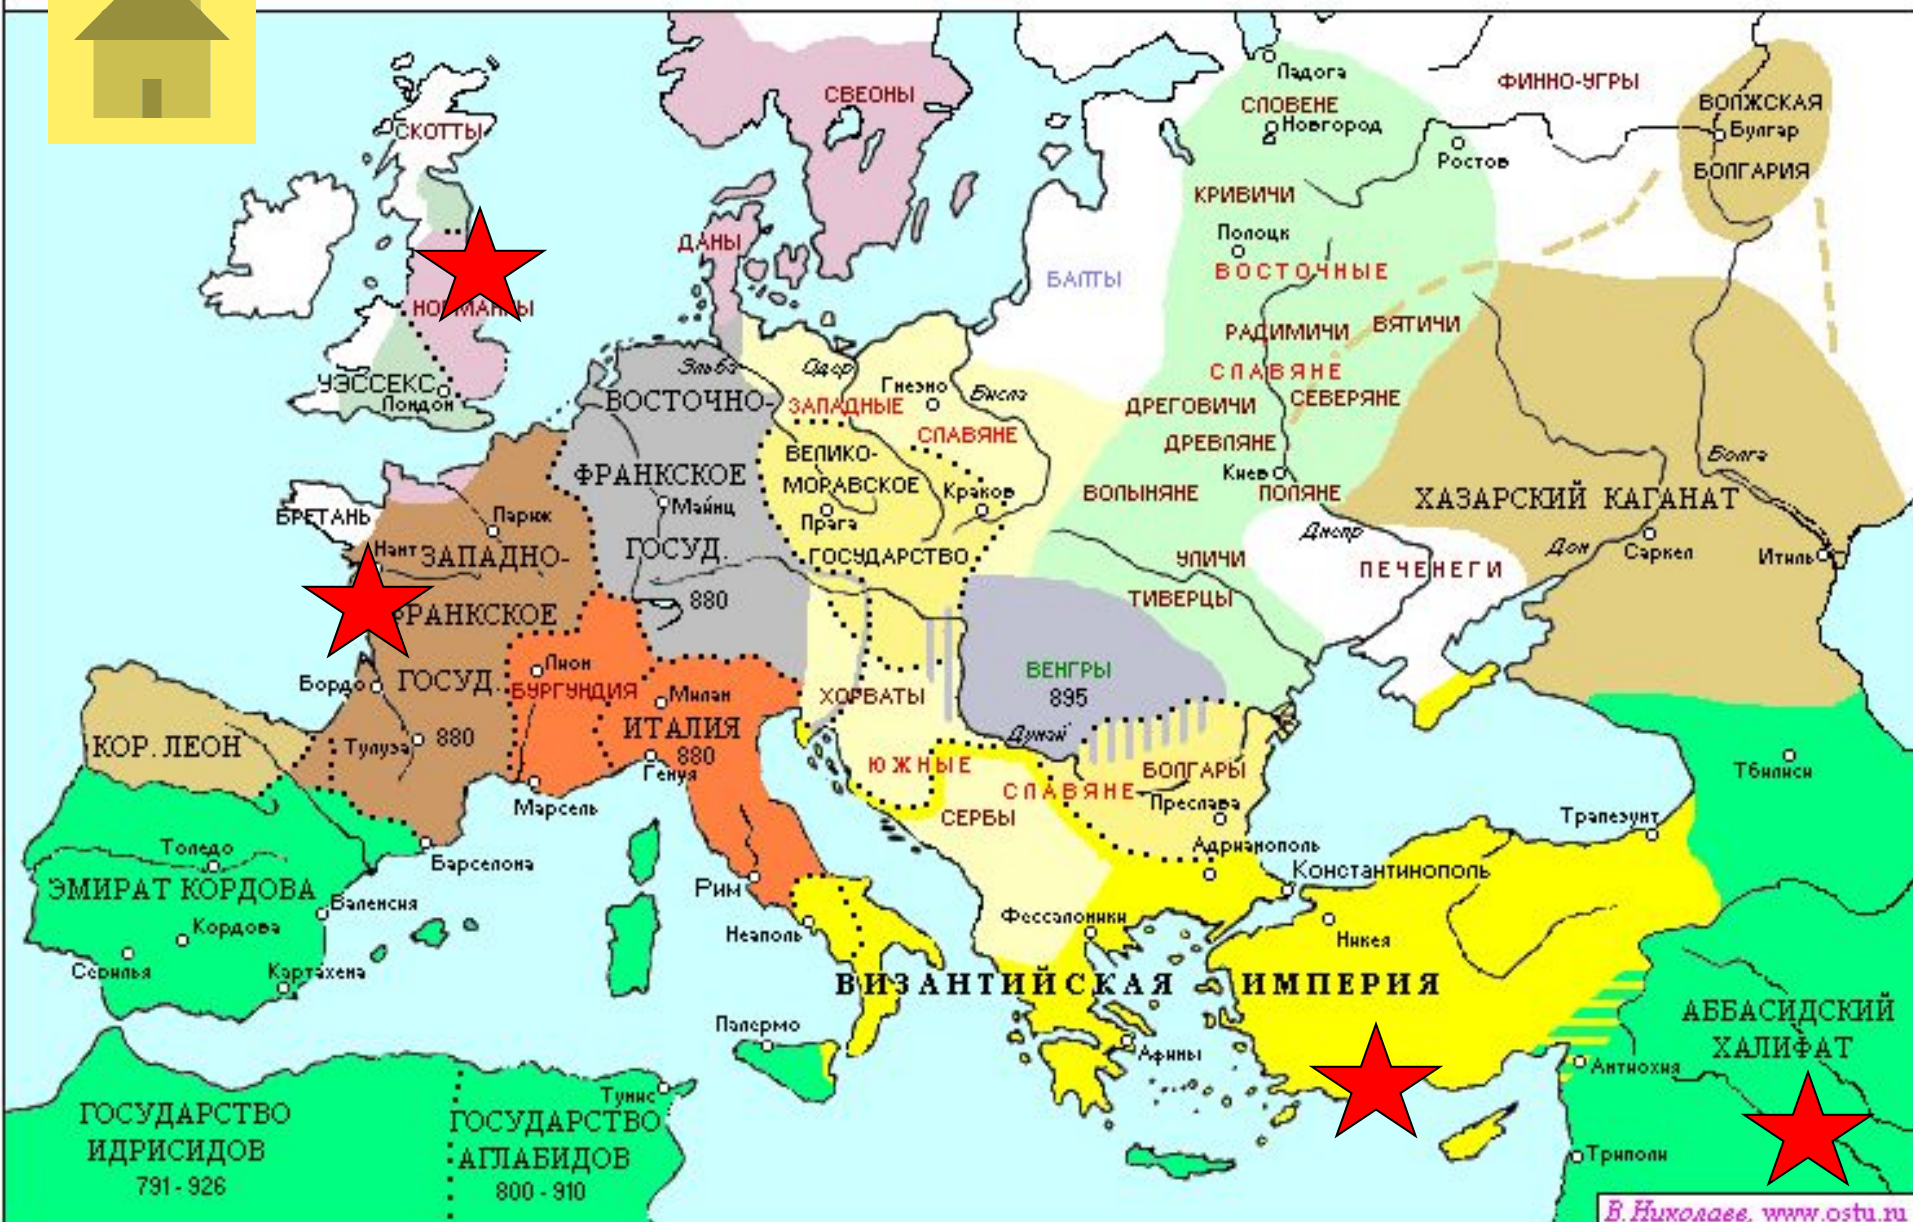 СВЕОНЫ
Ладога
СЛОВЕНЕ
Новгород
ФИННО-УГРЫ
ВОЛЖСКАЯ
Булгар
БОЛГАРИЯ
СКОТТЫ
Ростов
КРИВИЧИ
Полоцк
ВОСТОЧНЫЕ
ДАНЫ
БАЛТЫ
РАДИМИЧИ
ВЯТИЧИ
СЛАВЯНЕ
СЕВЕРЯНЕ
УЭССЕКС
Лондон
Эльба
Одер
Гнезно
Висла
ВОСТОЧНО-
ЗАПАДНЫЕ
СЛАВЯНЕ
ДРЕГОВИЧИ
ДРЕВЛЯНЕ
Киев
ПОЛЯНЕ
ВОЛЫНЯНЕ
Волга
ХАЗАРСКИЙ КАГАНАТ
ФРАНКСКОЕ
Майнц
ГОСУД.
880
ВЕЛИКО-
МОРАВСКОЕ
Краков
Прага
ГОСУДАРСТВО
БРЕТАНЬ
Париж
Нант
ЗАПАДНО-
ФРАНКСКОЕ
ГОСУД.
880
Днепр
Дон
Саркел
Итиль
УЛИЧИ
ПЕЧЕНЕГИ
ТИВЕРЦЫ
Бордо
Лион
БУРГУНДИЯ
Милан
ИТАЛИЯ
880
Генуя
ХОРВАТЫ
ВЕНГРЫ
895
Дунай
КОР. ЛЕОН
Тулуза
Марсель
ЮЖНЫЕ
СЛАВЯНЕ
БОЛГАРЫ
Преслава
СЕРБЫ
Тбилиси
Трапезунт
Адрианополь
Константинополь
Толедо
Барселона
ЭМИРАТ КОРДОВА
Валенсия
Кордова
Севилья
Картахена
Рим
Неаполь
Фессалоники
Никея
ВИЗАНТИЙСКАЯ ИМПЕРИЯ
АББАСИДСКИЙ
ХАЛИФАТ
Палермо
Афины
Антиохия
Тунис
ГОСУДАРСТВО
ИДРИСИДОВ
791 - 926
ГОСУДАРСТВО
АГЛАБИДОВ
800 - 910
Триполи
В.Николаев, www.ostu.ru